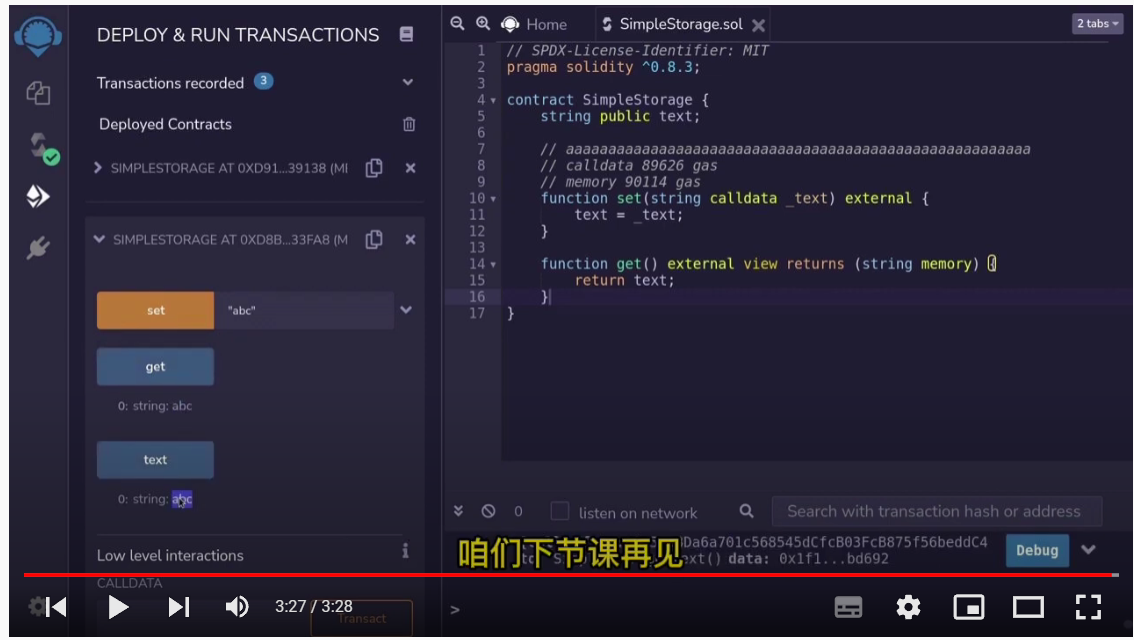 DEPLOY & RUN TRANSACTIONS
Transactions recorded 3
Deployed Contracts
SIMPLESTORAGE AT 0XD91...39138 (MI
SIMPLESTORAGE AT 0XD8B...33FA8 (M
set "abc"
get
0: string: abc
text
0: string: abc
Low level interactions
CALLDATA
Transact
Home
SimpleStorage.sol
2 tabs
1 // SPDX-License-Identifier: MIT
2 pragma solidity ^0.8.3;
3
4 contract SimpleStorage {
5 string public text;
6
7 // aaaaaaaaaaaaaaaaaaaaaaaaaaaaaaaaaaaaaaaaaaaaaaaaaaaaaaa
8 // calldata 89626 gas
9 // memory 90114 gas
10 function set(string calldata _text) external {
11 text = _text;
12 }
13
14 function get() external view returns (string memory) {
15 return text;
16 }
17 }
0
listen on network
Search with transaction hash or address
Da6a701c568545dCfcB03FcB875f56beddC4
ext() data: 0x1f1...bd692
Debug
咱们下节课再见
>
3:27 / 3:28